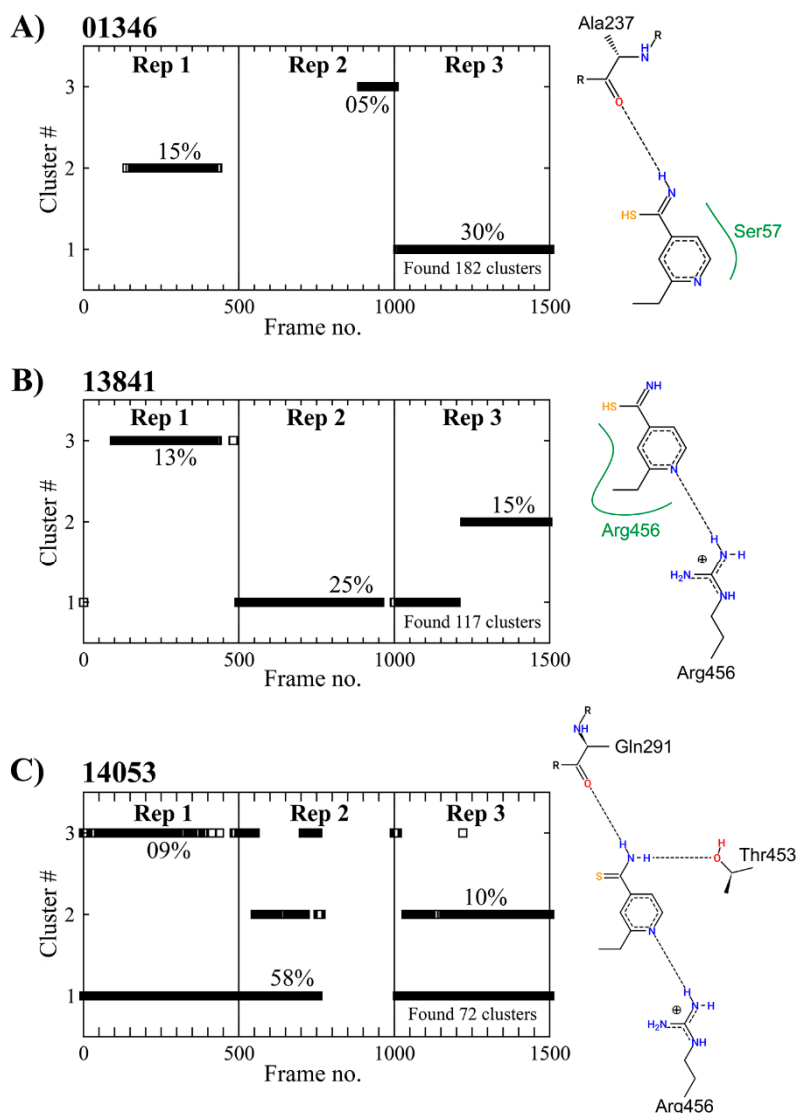 A) 01346
Rep 1 Rep 2 Rep 3
3
2
1
Cluster #
15%
05%
30%
Found 182 clusters
0 500 1000 1500
Frame no.
Ala237
R
H
N
R
O
H
N
HS
N
Ser57
B) 13841
Rep 1 Rep 2 Rep 3
3
2
1
Cluster #
13%
25%
15%
Found 117 clusters
0 500 1000 1500
Frame no.
NH
HS
N
Arg456
H
N-H
⊕
H₂N
NH
Arg456
C) 14053
Rep 1 Rep 2 Rep 3
3
2
1
Cluster #
09%
58%
10%
Found 72 clusters
0 500 1000 1500
Frame no.
R
NH
Gln291
R
O
H
N-H
H
O
Thr453
S
N
H
N-H
⊕
H₂N
NH
Arg456